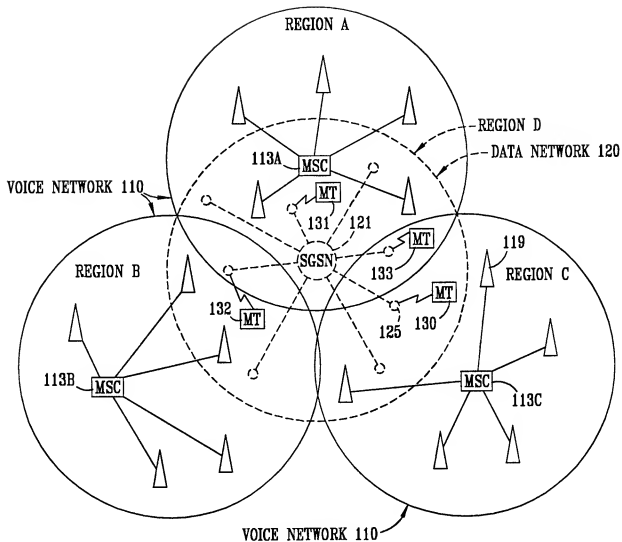 REGION A
REGION D
DATA NETWORK 120
113A
MSC
VOICE NETWORK 110
MT
131
121
SGSN
MT
133
119
REGION B
REGION C
132
MT
125
130
MT
113B
MSC
MSC
113C
VOICE NETWORK 110